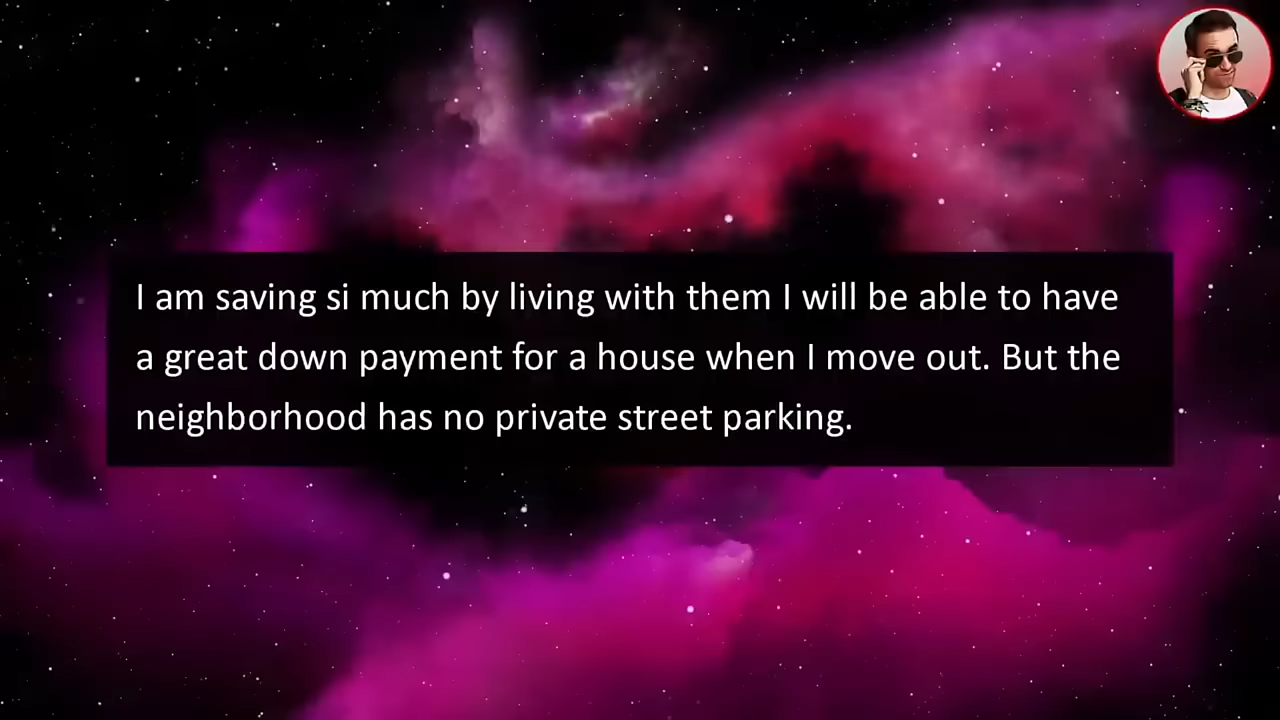 I am saving si much by living with them I will be able to have
a great down payment for a house when I move out. But the
neighborhood has no private street parking.